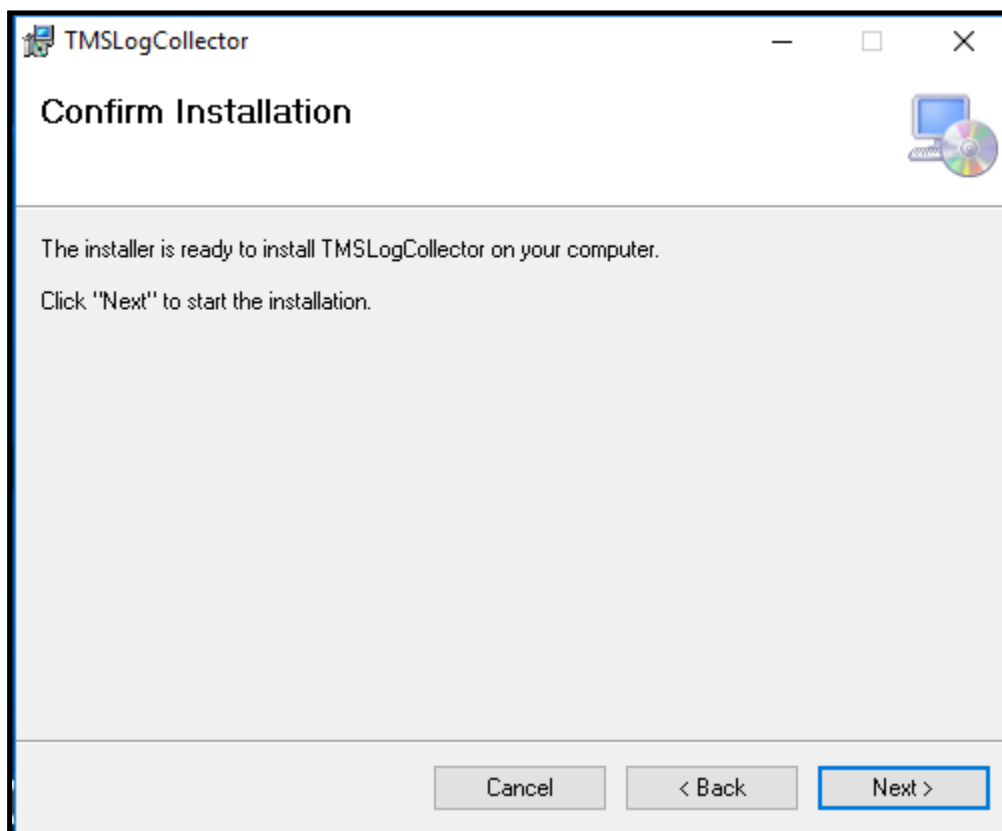 TMSLogCollector
Confirm Installation
The installer is ready to install TMSLogCollector on your computer.
Click "Next" to start the installation.
Cancel
< Back
Next >